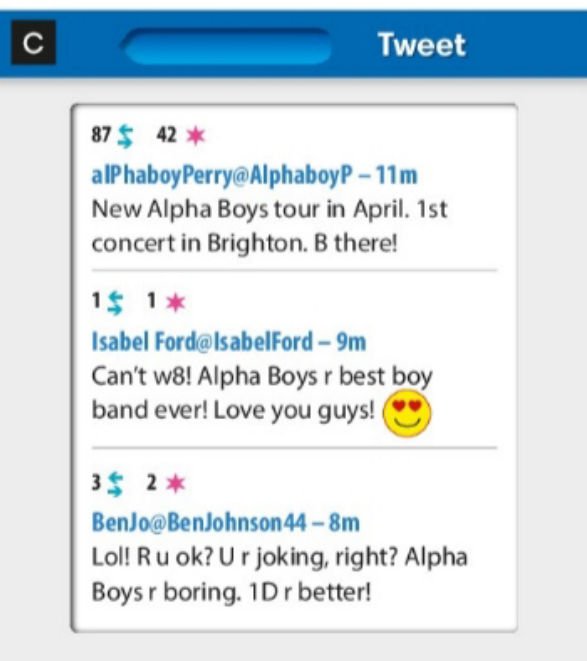 C
Tweet
87 42
alPhaboyPerry@AlphaboyP – 11m
New Alpha Boys tour in April. 1st
concert in Brighton. B there!
1 1
Isabel Ford@IsabelFord – 9m
Can't w8! Alpha Boys r best boy
band ever! Love you guys!
3 2
BenJo@BenJohnson44 – 8m
Lol! R u ok? U r joking, right? Alpha
Boys r boring. 1D r better!